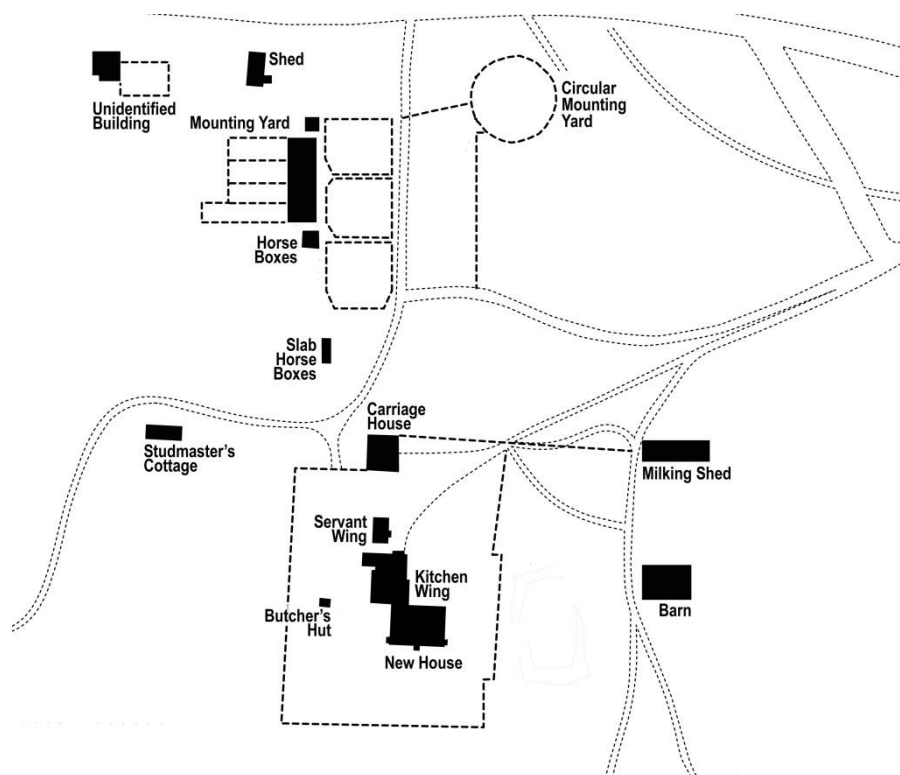 Shed
Unidentified
Building
Circular
Mounting
Yard
Mounting Yard
Horse
Boxes
Slab
Horse
Boxes
Carriage
House
Studmaster's
Cottage
Milking Shed
Servant
Wing
Kitchen
Wing
Butcher's
Hut
Barn
New House